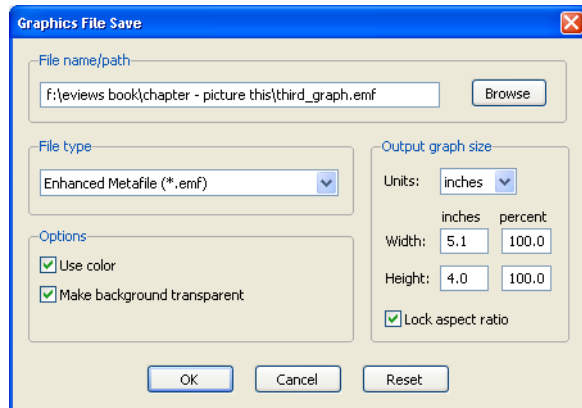 Graphics File Save
File name/path
f:\eviews book\chapter - picture this\third_graph.emf
Browse
File type
Enhanced Metafile (*.emf)
Options
Use color
Make background transparent
Output graph size
Units: inches
inches percent
Width: 5.1 100.0
Height: 4.0 100.0
Lock aspect ratio
OK Cancel Reset